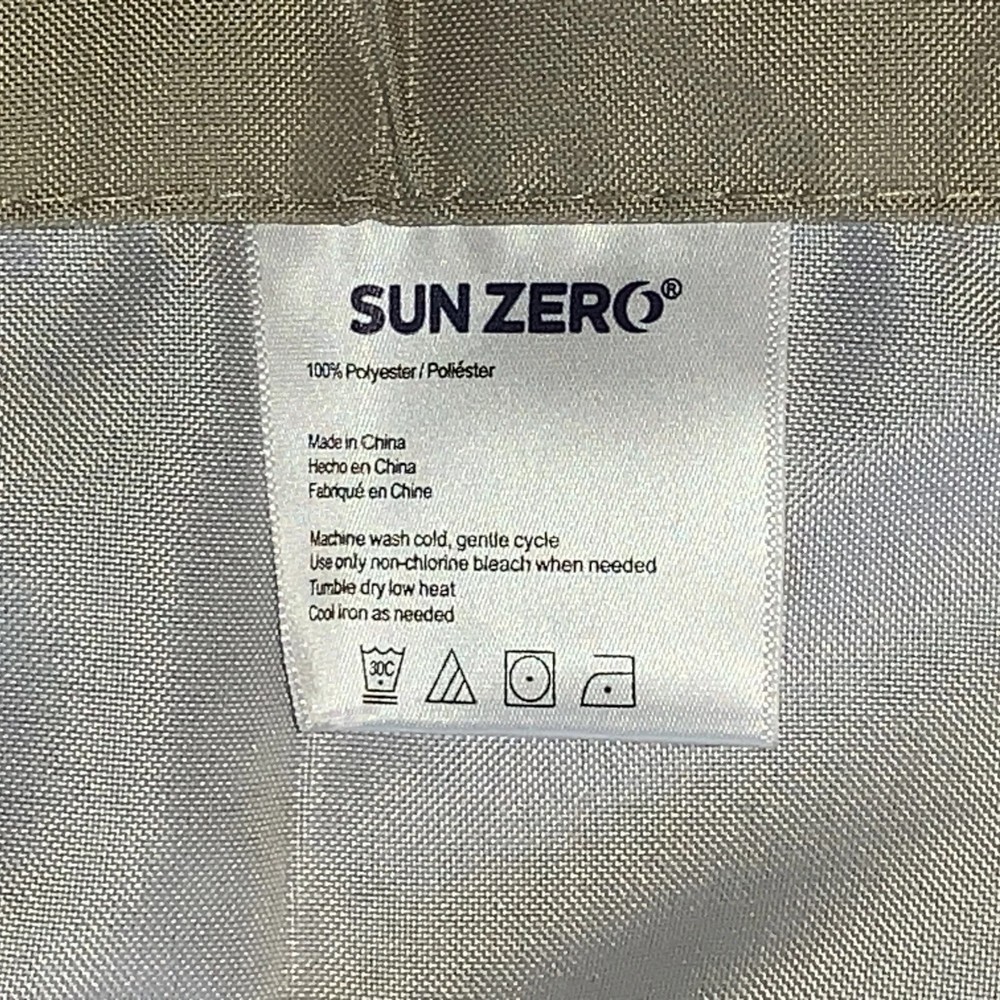 SUN ZERO®
100% Polyester / Poliéster
Made in China
Hecho en China
Fabriqué en Chine
Machine wash cold, gentle cycle
Use only non-chlorine bleach when needed
Tumble dry low heat
Cool iron as needed
30C